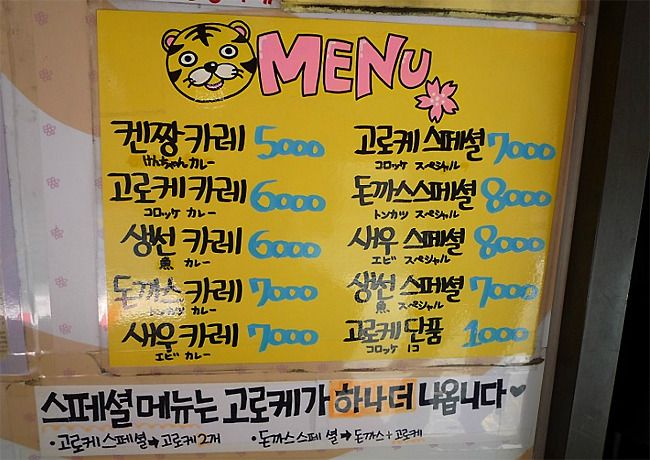 MENU
켄짱 카레 5000
けんちゃん カレー
고로케 카레 6000
コロッケ カレー
생선 카레 6000
魚 カレー
돈까스 카레 7000
トンカツ カレー
새우 카레 7000
エビ カレー
고로케 스페셜 7000
コロッケ スペシャル
돈까스 스페셜 8000
トンカツ スペシャル
새우 스페셜 8000
エビ スペシャル
생선 스페셜 7000
魚 スペシャル
고로케 단품 1000
コロッケ 1コ
스페셜 메뉴는 고로케가 하나 더 나옵니다♥
• 고로케 스페셜→고로케 2개 • 돈까스 스페셜→돈까스+고로케